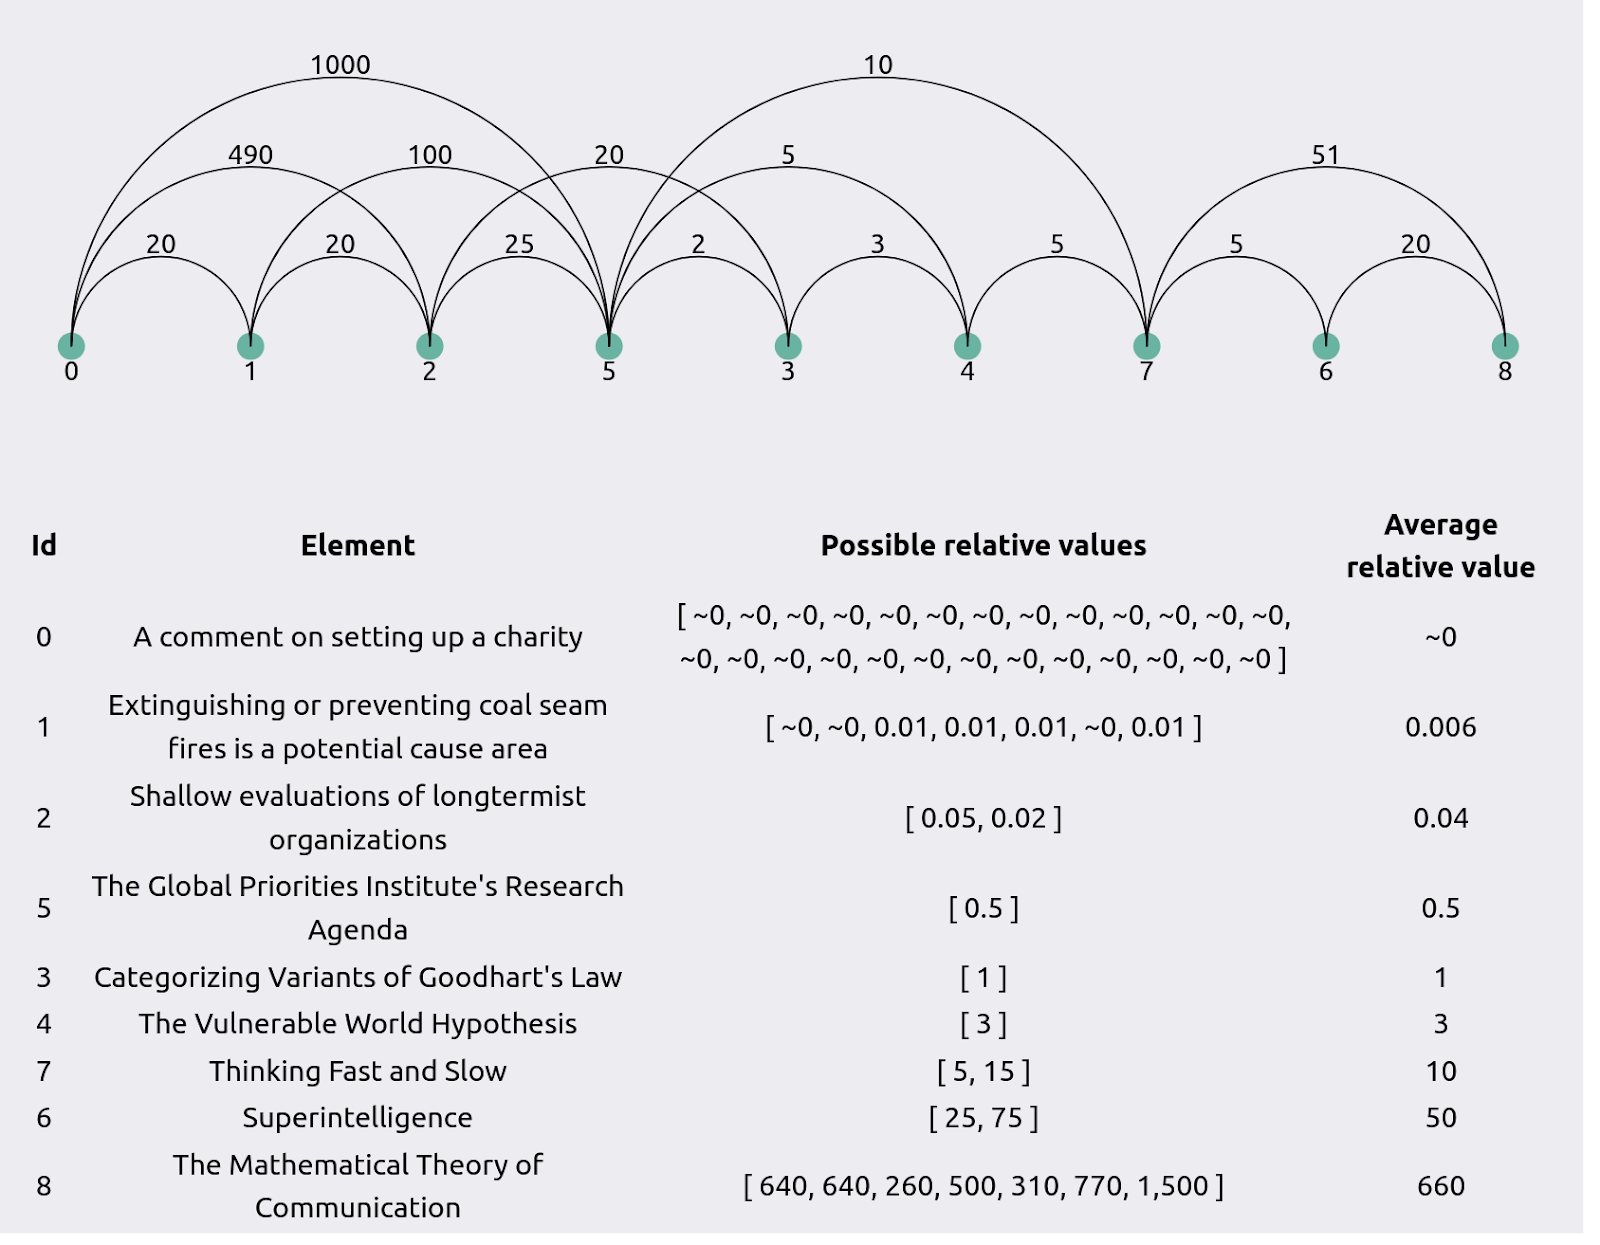 1000 10
490 100 20 5 51
20 20 25 2 3 5 5 20
0 1 2 5 3 4 7 6 8
Id Element Possible relative values Average
relative value
0 A comment on setting up a charity [ ~0, ~0, ~0, ~0, ~0, ~0, ~0, ~0, ~0, ~0, ~0, ~0, ~0,
~0, ~0, ~0, ~0, ~0, ~0, ~0, ~0, ~0, ~0, ~0, ~0, ~0 ] ~0
Extinguishing or preventing coal seam
1 fires is a potential cause area [ ~0, ~0, 0.01, 0.01, 0.01, ~0, 0.01 ] 0.006
Shallow evaluations of longtermist
2 organizations [ 0.05, 0.02 ] 0.04
The Global Priorities Institute's Research
5 Agenda [ 0.5 ] 0.5
3 Categorizing Variants of Goodhart's Law [ 1 ] 1
4 The Vulnerable World Hypothesis [ 3 ] 3
7 Thinking Fast and Slow [ 5, 15 ] 10
6 Superintelligence [ 25, 75 ] 50
The Mathematical Theory of
8 Communication [ 640, 640, 260, 500, 310, 770, 1,500 ] 660